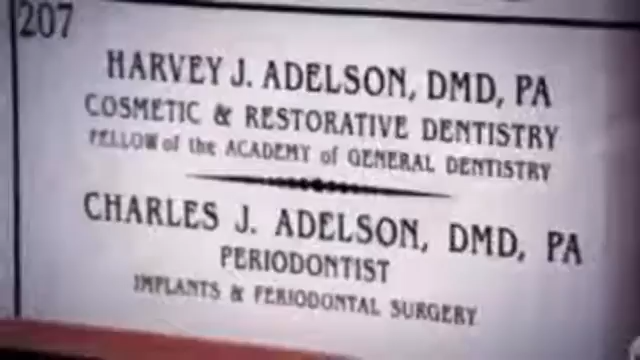 207
HARVEY J. ADELSON, DMD, PA
COSMETIC & RESTORATIVE DENTISTRY
FELLOW of the ACADEMY of GENERAL DENTISTRY
CHARLES J. ADELSON, DMD, PA
PERIODONTIST
IMPLANTS & PERIODONTAL SURGERY